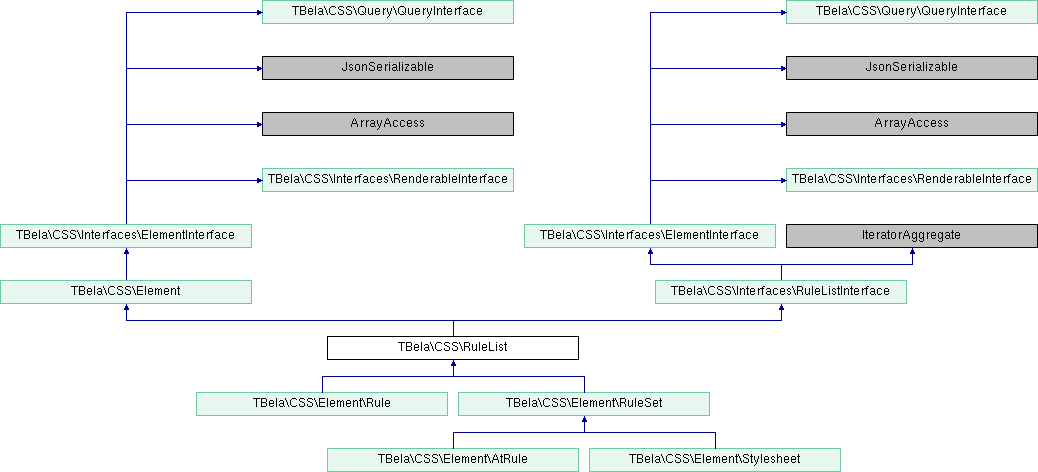 TBela\CSS\Query\QueryInterface
TBela\CSS\Query\QueryInterface
JsonSerializable
JsonSerializable
ArrayAccess
ArrayAccess
TBela\CSS\Interfaces\RenderableInterface
TBela\CSS\Interfaces\RenderableInterface
TBela\CSS\Interfaces\ElementInterface
TBela\CSS\Interfaces\ElementInterface
IteratorAggregate
TBela\CSS\Element
TBela\CSS\Interfaces\RuleListInterface
TBela\CSS\RuleList
TBela\CSS\Element\Rule
TBela\CSS\Element\RuleSet
TBela\CSS\Element\AtRule
TBela\CSS\Element\Stylesheet